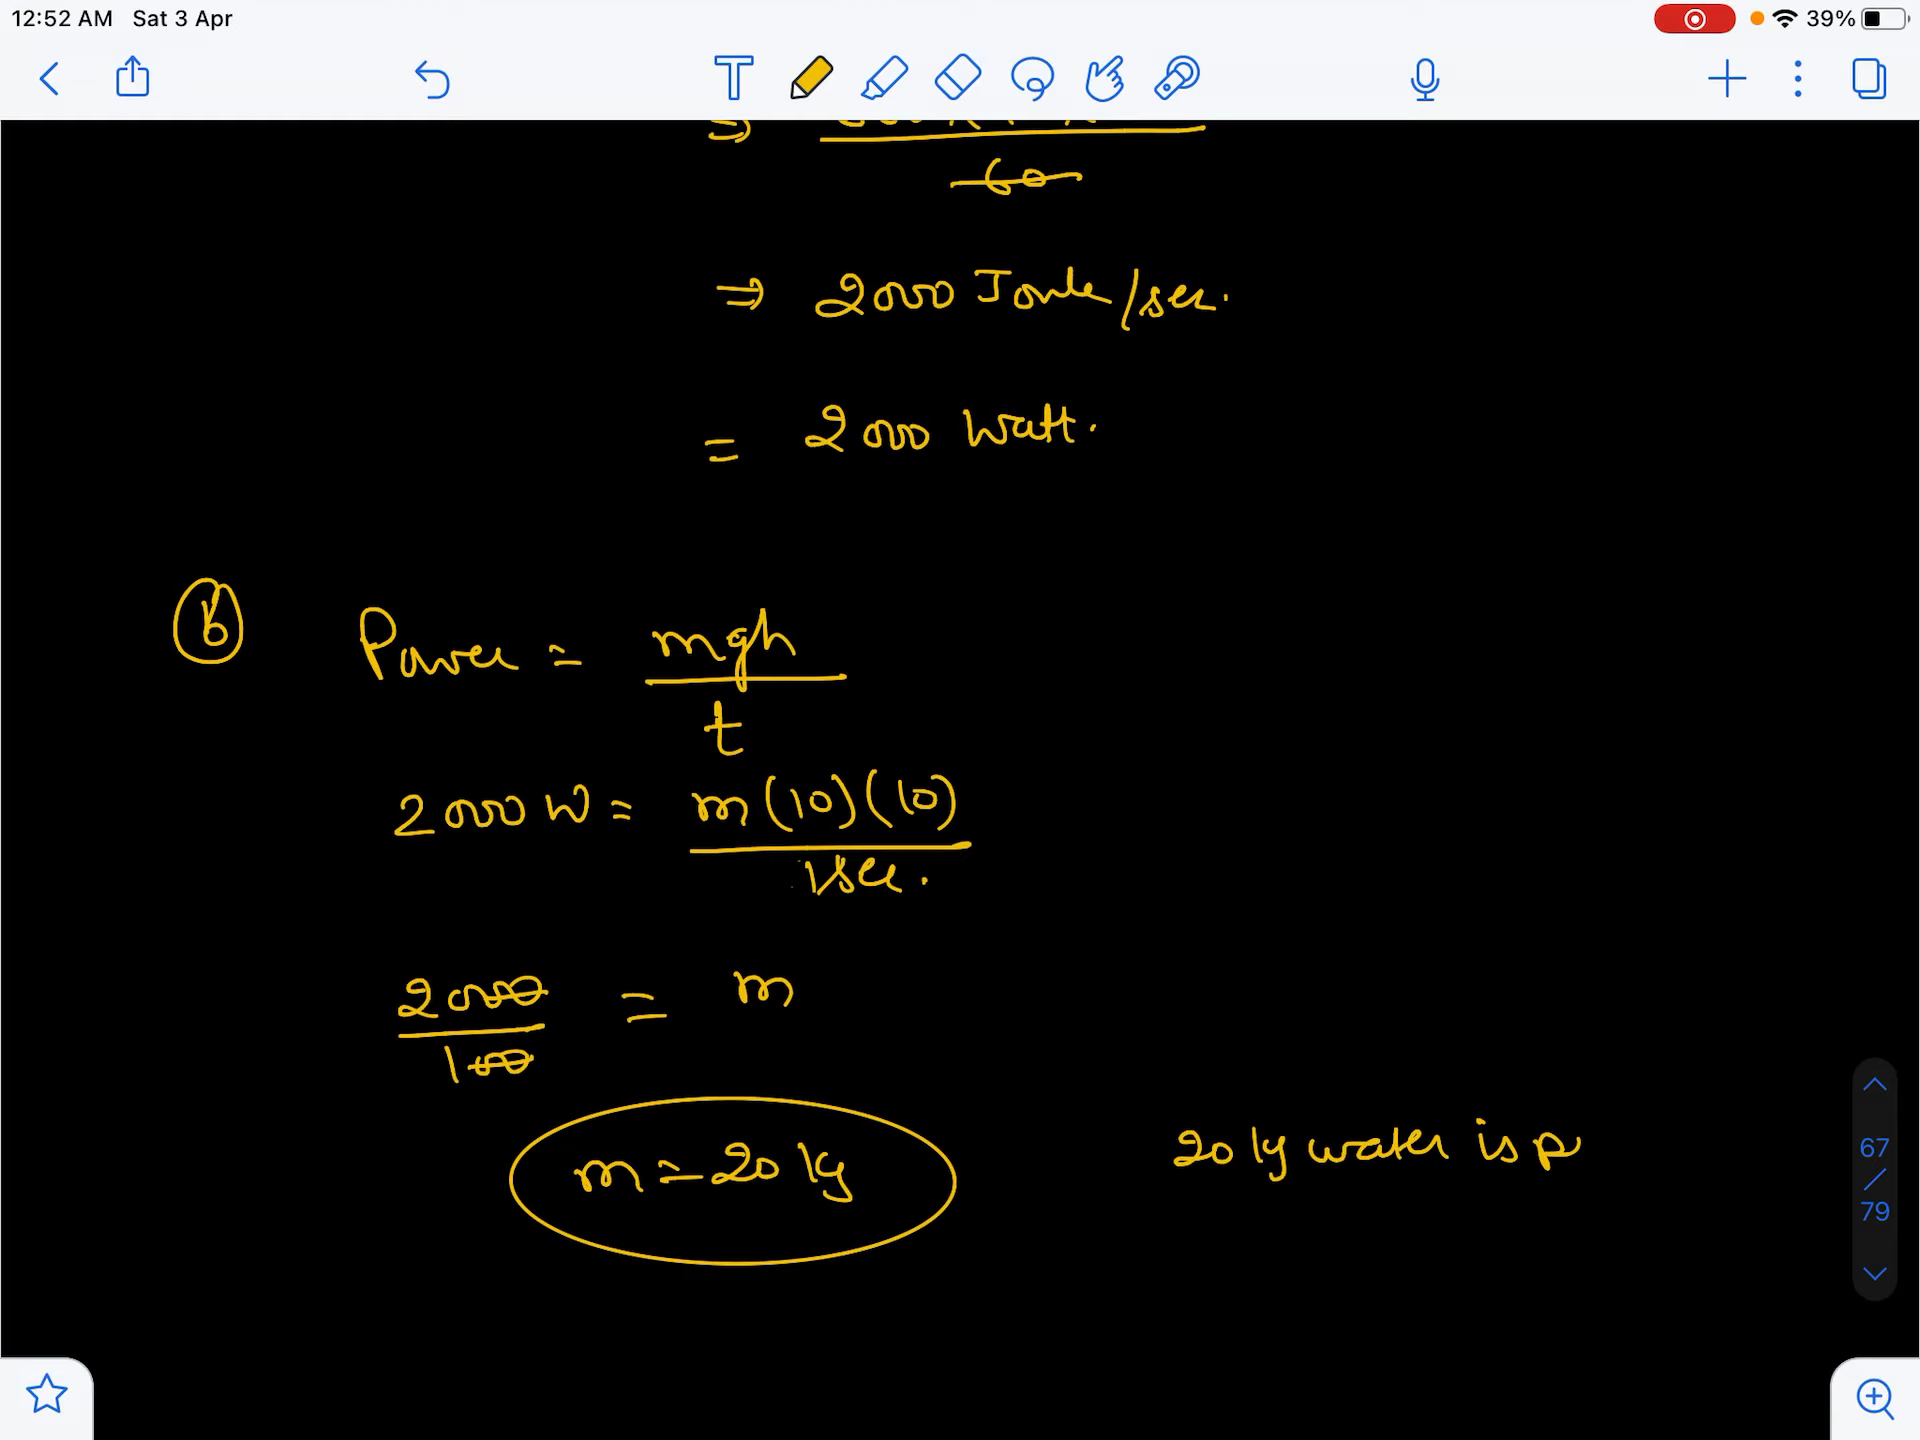 12:52 AM Sat 3 Apr 39%
60
⇒ 2000 Joule/sec.
= 2000 Watt.
b Power = mgh
t
2000 W = m(10)(10)
1sec.
2000 = m
100
m = 20 kg
20 kg water is p
67
/
79